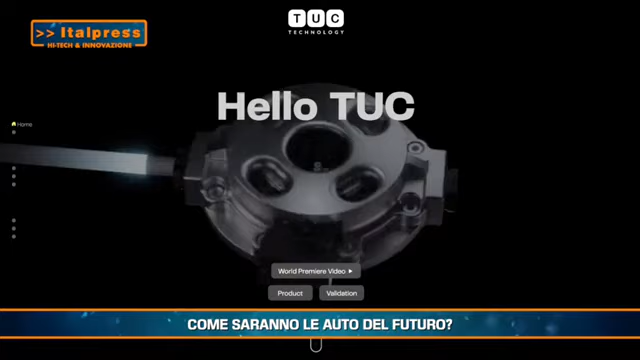 >> Italpress
HI-TECH & INNOVAZIONE
TUC
TECHNOLOGY
Hello TUC
Home
World Premiere Video
Product
Validation
COME SARANNO LE AUTO DEL FUTURO?